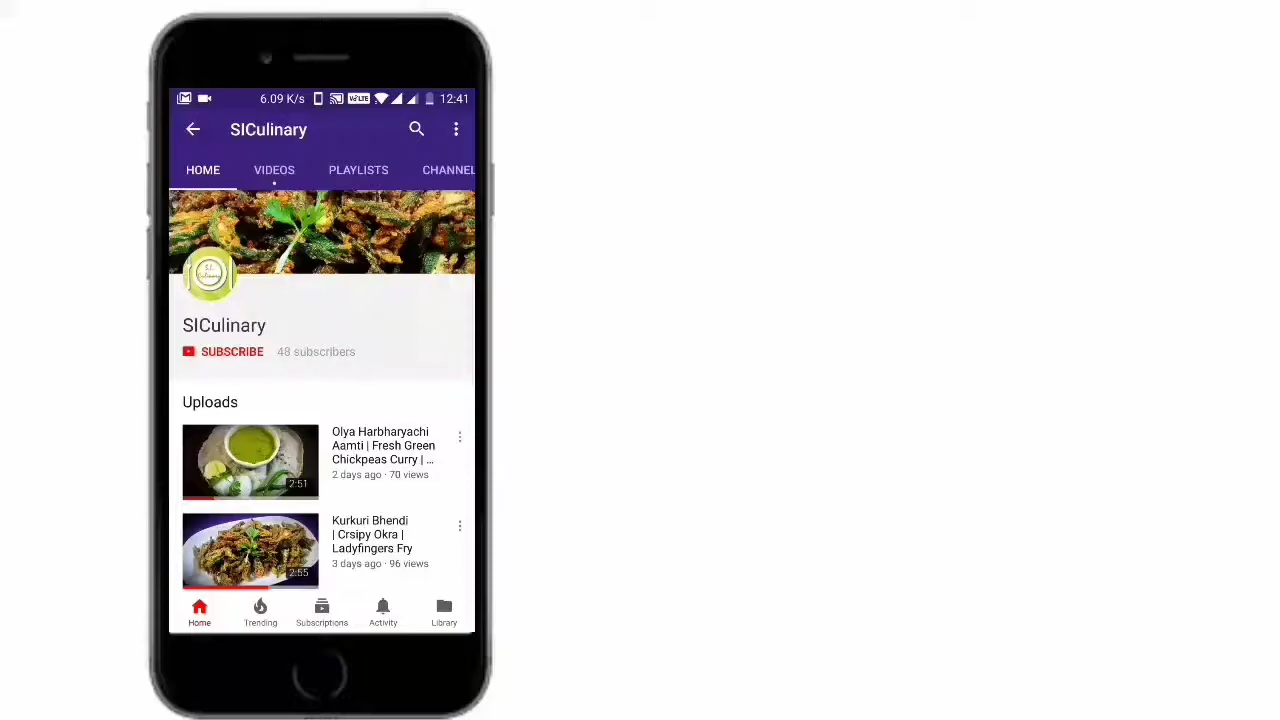 6.09 K/s VoLTE 12:41
SICulinary
HOME VIDEOS PLAYLISTS CHANNEL
S.I.
Culinary
SICulinary
SUBSCRIBE 48 subscribers
Uploads
Olya Harbharyachi
Aamti | Fresh Green
Chickpeas Curry | ...
2 days ago · 70 views
2:51
Kurkuri Bhendi
| Crsipy Okra |
Ladyfingers Fry
3 days ago · 96 views
2:55
Home Trending Subscriptions Activity Library